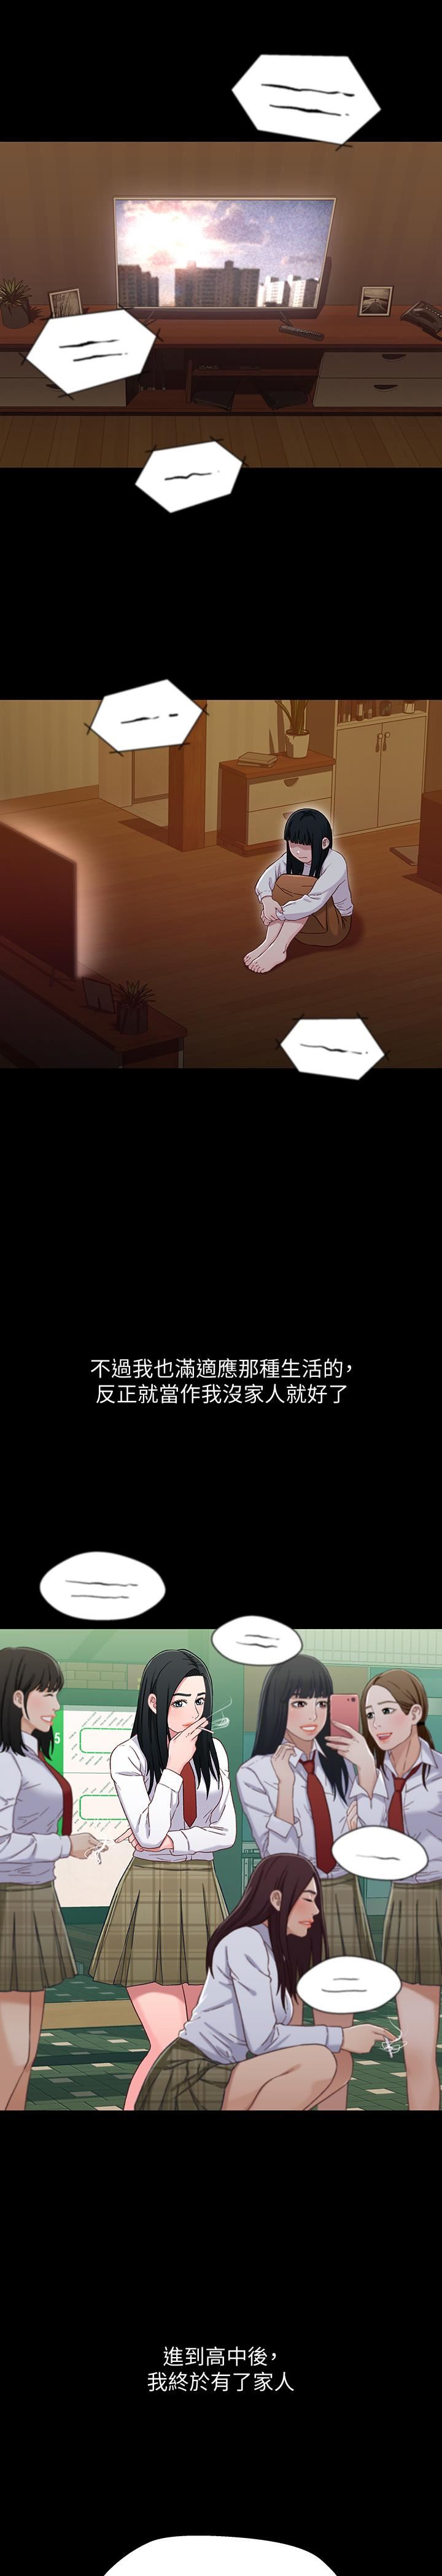 5
不過我也滿適應那種生活的,
反正就當作我沒家人就好了
進到高中後,
我終於有了家人